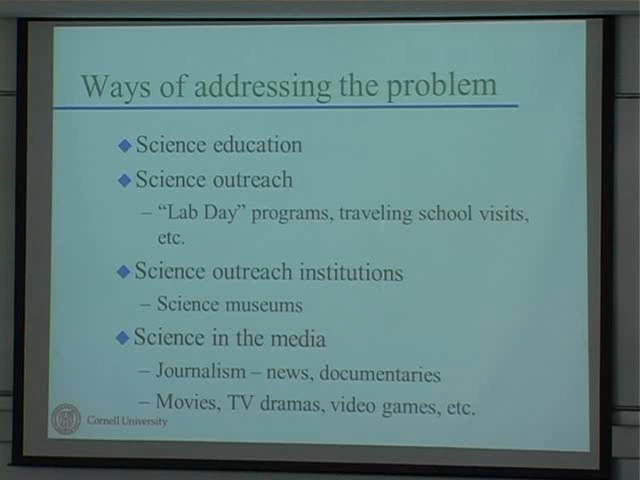 Ways of addressing the problem
◆ Science education
◆ Science outreach
– “Lab Day” programs, traveling school visits,
etc.
◆ Science outreach institutions
– Science museums
◆ Science in the media
– Journalism – news, documentaries
– Movies, TV dramas, video games, etc.
Cornell University